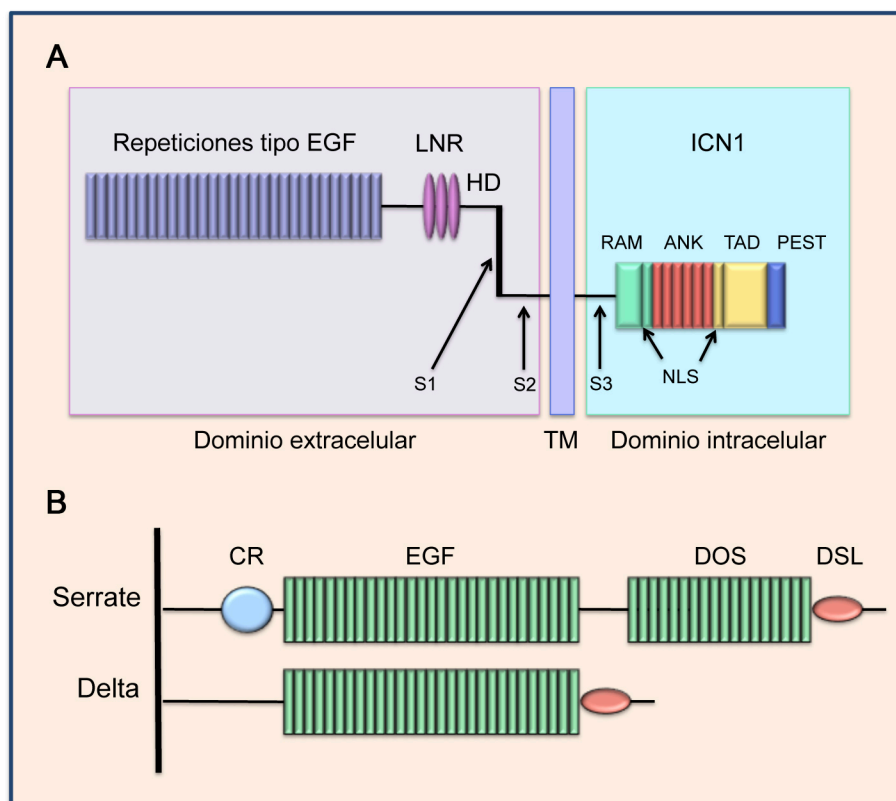 A
Repeticiones tipo EGF LNR ICN1
HD
RAM ANK TAD PEST
S1 S2 S3 NLS
Dominio extracelular TM Dominio intracelular
B
CR EGF DOS DSL
Serrate
Delta